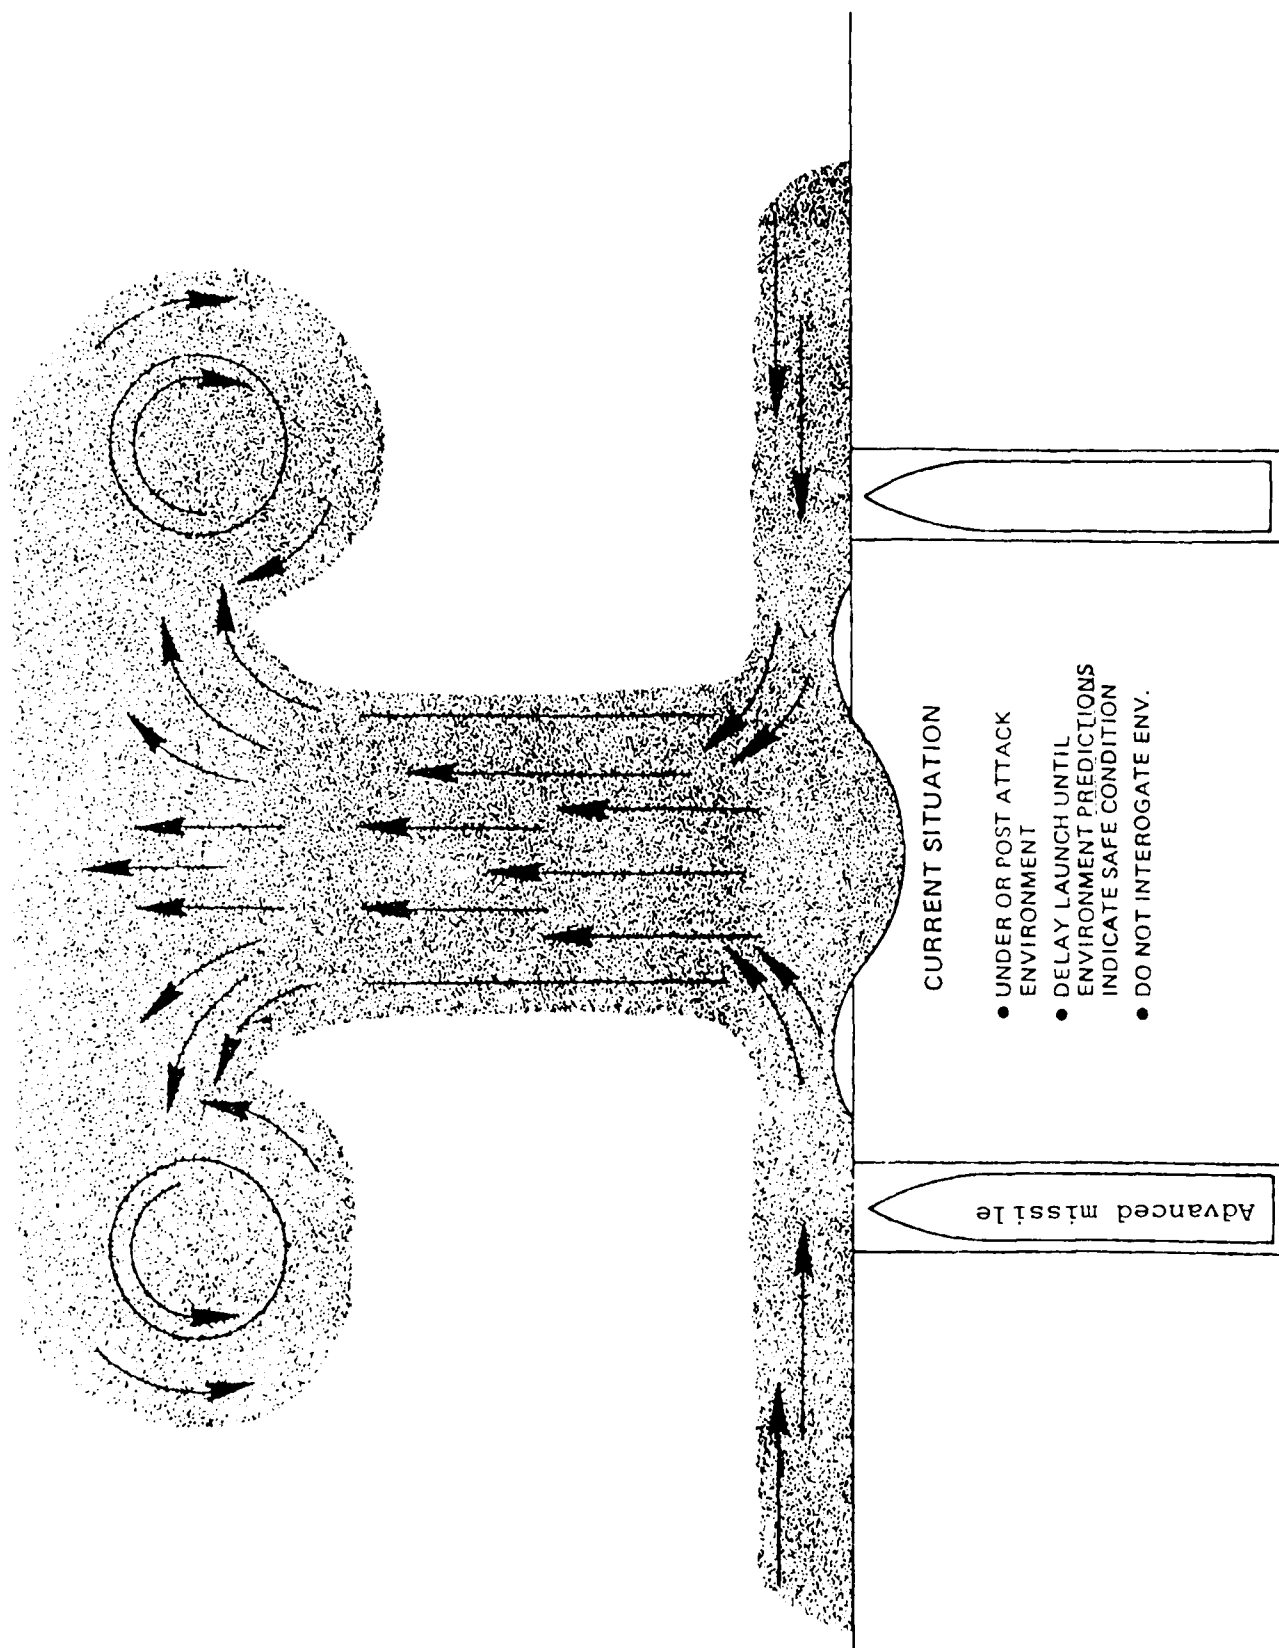 CURRENT SITUATION
● UNDER OR POST ATTACK
ENVIRONMENT
● DELAY LAUNCH UNTIL
ENVIRONMENT PREDICTIONS
INDICATE SAFE CONDITION
● DO NOT INTEROGATE ENV.
Advanced missile